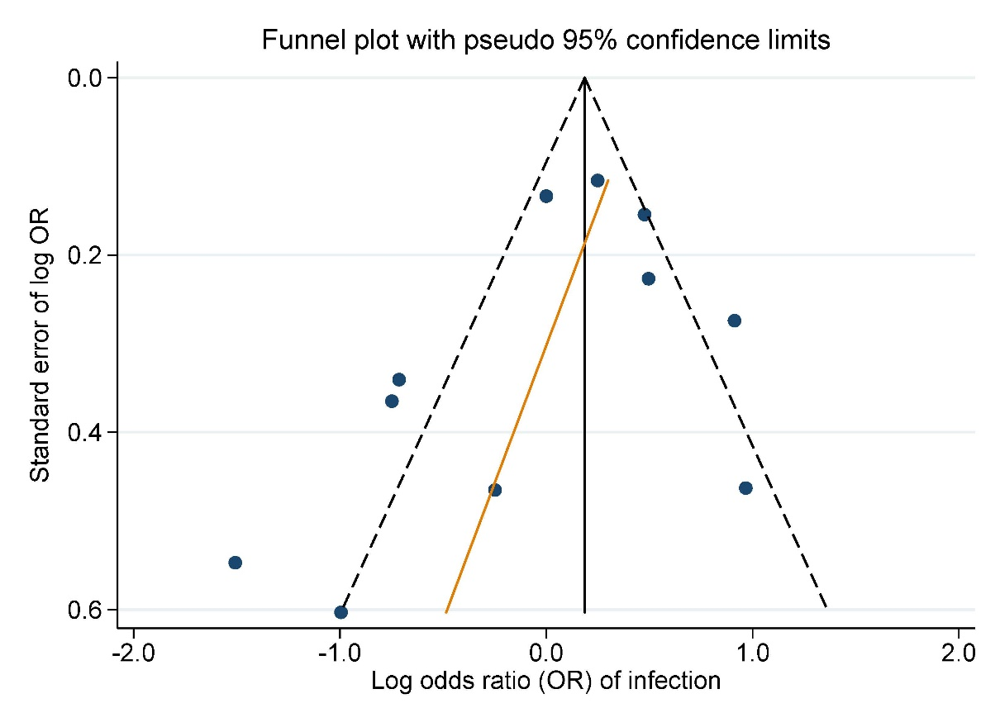 Funnel plot with pseudo 95% confidence limits
Standard error of log OR
0.0
0.2
0.4
0.6
-2.0 -1.0 0.0 1.0 2.0
Log odds ratio (OR) of infection